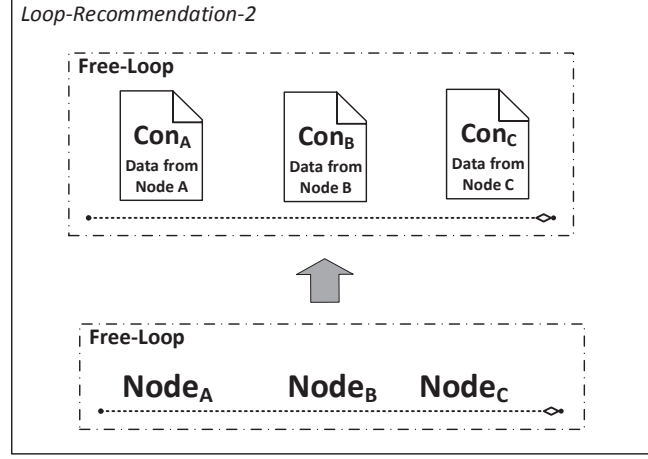 Loop-Recommendation-2
Free-Loop
ConA ConB ConC
Data from Data from Data from
Node A Node B Node C
Free-Loop
NodeA NodeB NodeC